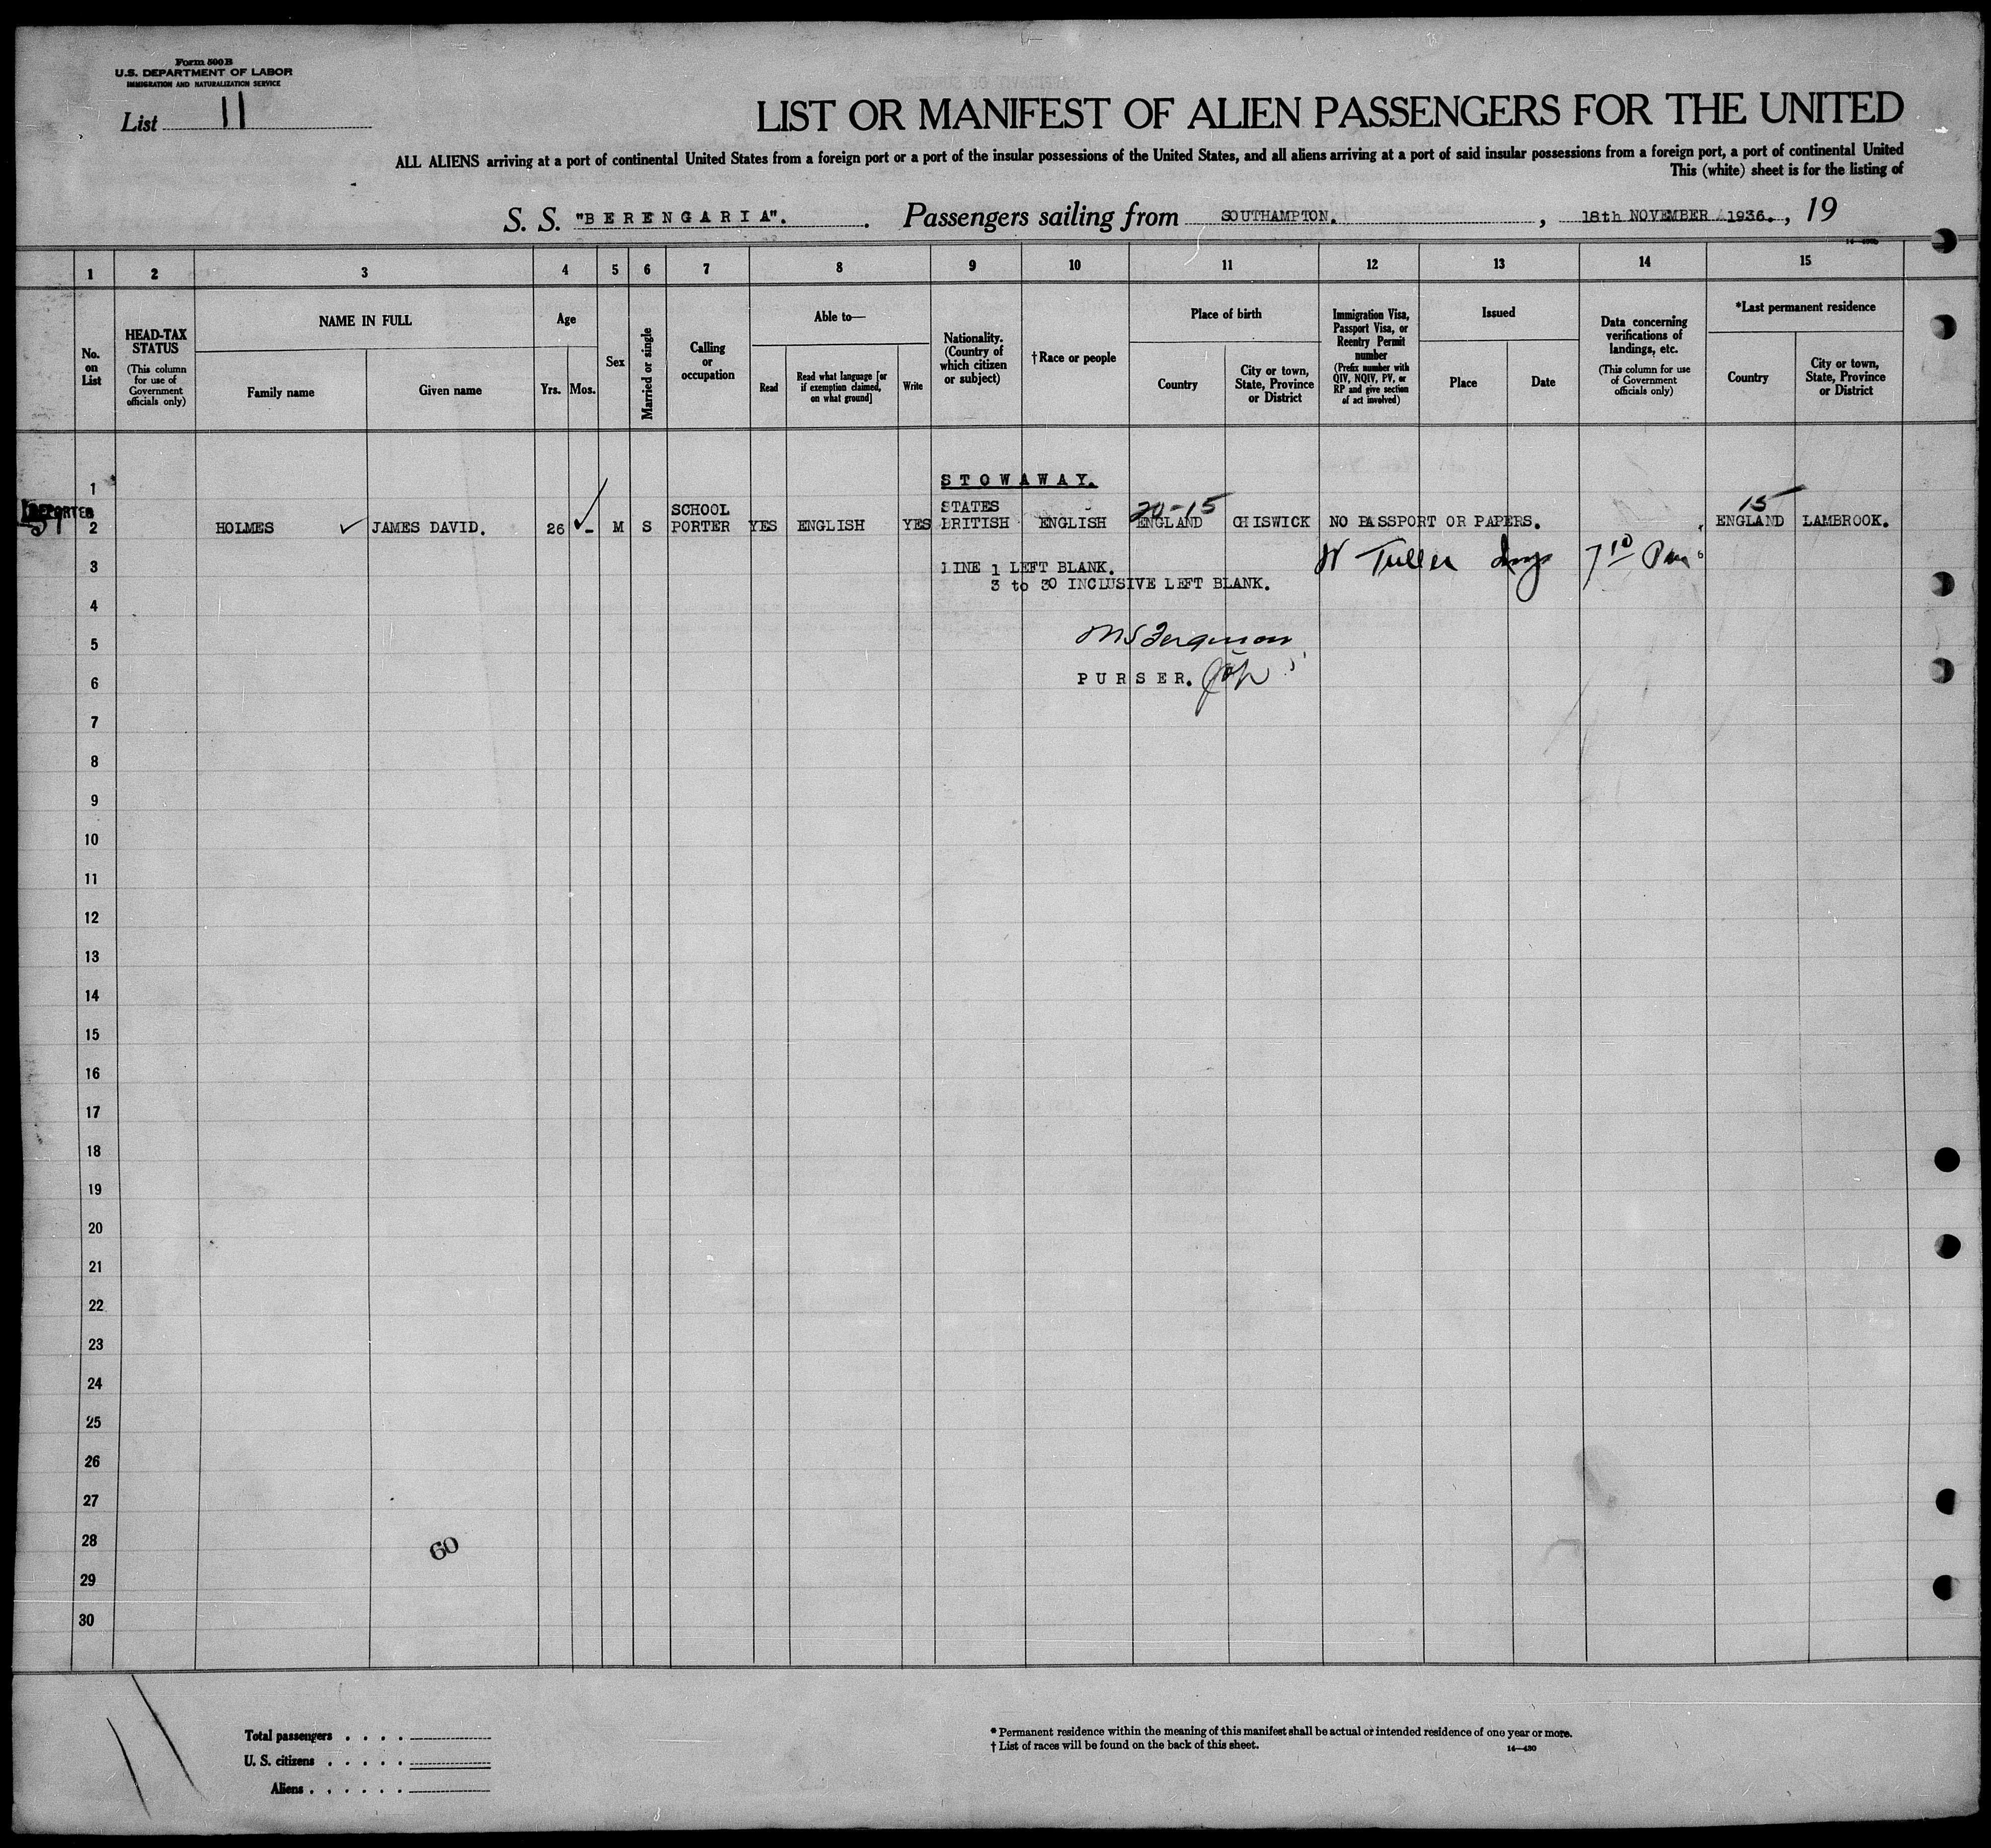 Form 500 B
U.S. DEPARTMENT OF LABOR
IMMIGRATION AND NATURALIZATION SERVICE
List 11
LIST OR MANIFEST OF ALIEN PASSENGERS FOR THE UNITED
ALL ALIENS arriving at a port of continental United States from a foreign port or a port of the insular possessions of the United States, and all aliens arriving at a port of said insular possessions from a foreign port, a port of continental United
This (white) sheet is for the listing of
S. S. "BERENGARIA". Passengers sailing from SOUTHAMPTON. , 18th NOVEMBER 1936. , 19
1 2 3 4 5 6 7 8 9 10 11 12 13 14 15
No. on List
HEAD-TAX STATUS
(This column for use of Government officials only)
NAME IN FULL
Family name
Given name
Age
Yrs.
Mos.
Sex
Married or single
Calling or occupation
Able to—
Read
Read what language [or if exemption claimed, on what ground]
Write
Nationality. (Country of which citizen or subject)
†Race or people
Place of birth
Country
City or town, State, Province or District
Immigration Visa, Passport Visa, or Reentry Permit number
(Prefix number with QIV, NQIV, PV, or RP and give section of act involved)
Issued
Place
Date
Data concerning verifications of landings, etc.
(This column for use of Government officials only)
*Last permanent residence
Country
City or town, State, Province or District
1
STOWAWAY.
SCHOOL STATES 20-15 15
2 HOLMES JAMES DAVID. 26 - M S PORTER YES ENGLISH YES BRITISH ENGLISH ENGLAND CHISWICK NO PASSPORT OR PAPERS. ENGLAND LAMBROOK.
3 LINE 1 LEFT BLANK.
3 to 30 INCLUSIVE LEFT BLANK.
4
5
6 PURSER.
7
8
9
10
11
12
13
14
15
16
17
18
19
20
21
22
23
24
25
26
27
28
60
29
30
Total passengers . . . .
U. S. citizens . . . . .
Aliens . . . . . .
* Permanent residence within the meaning of this manifest shall be actual or intended residence of one year or more.
† List of races will be found on the back of this sheet.
14—430